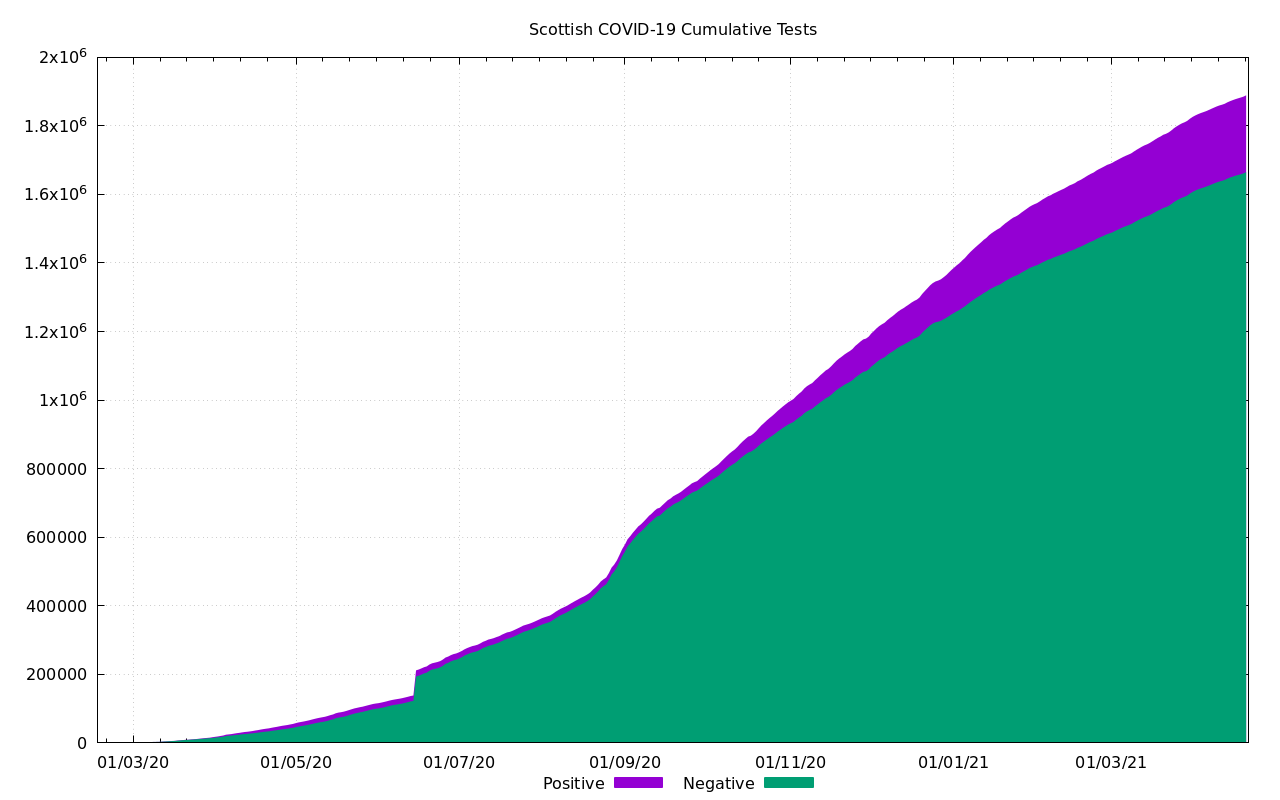 Scottish COVID-19 Cumulative Tests
2x10⁶
1.8x10⁶
1.6x10⁶
1.4x10⁶
1.2x10⁶
1x10⁶
800000
600000
400000
200000
0
01/03/20 01/05/20 01/07/20 01/09/20 01/11/20 01/01/21 01/03/21
Positive Negative